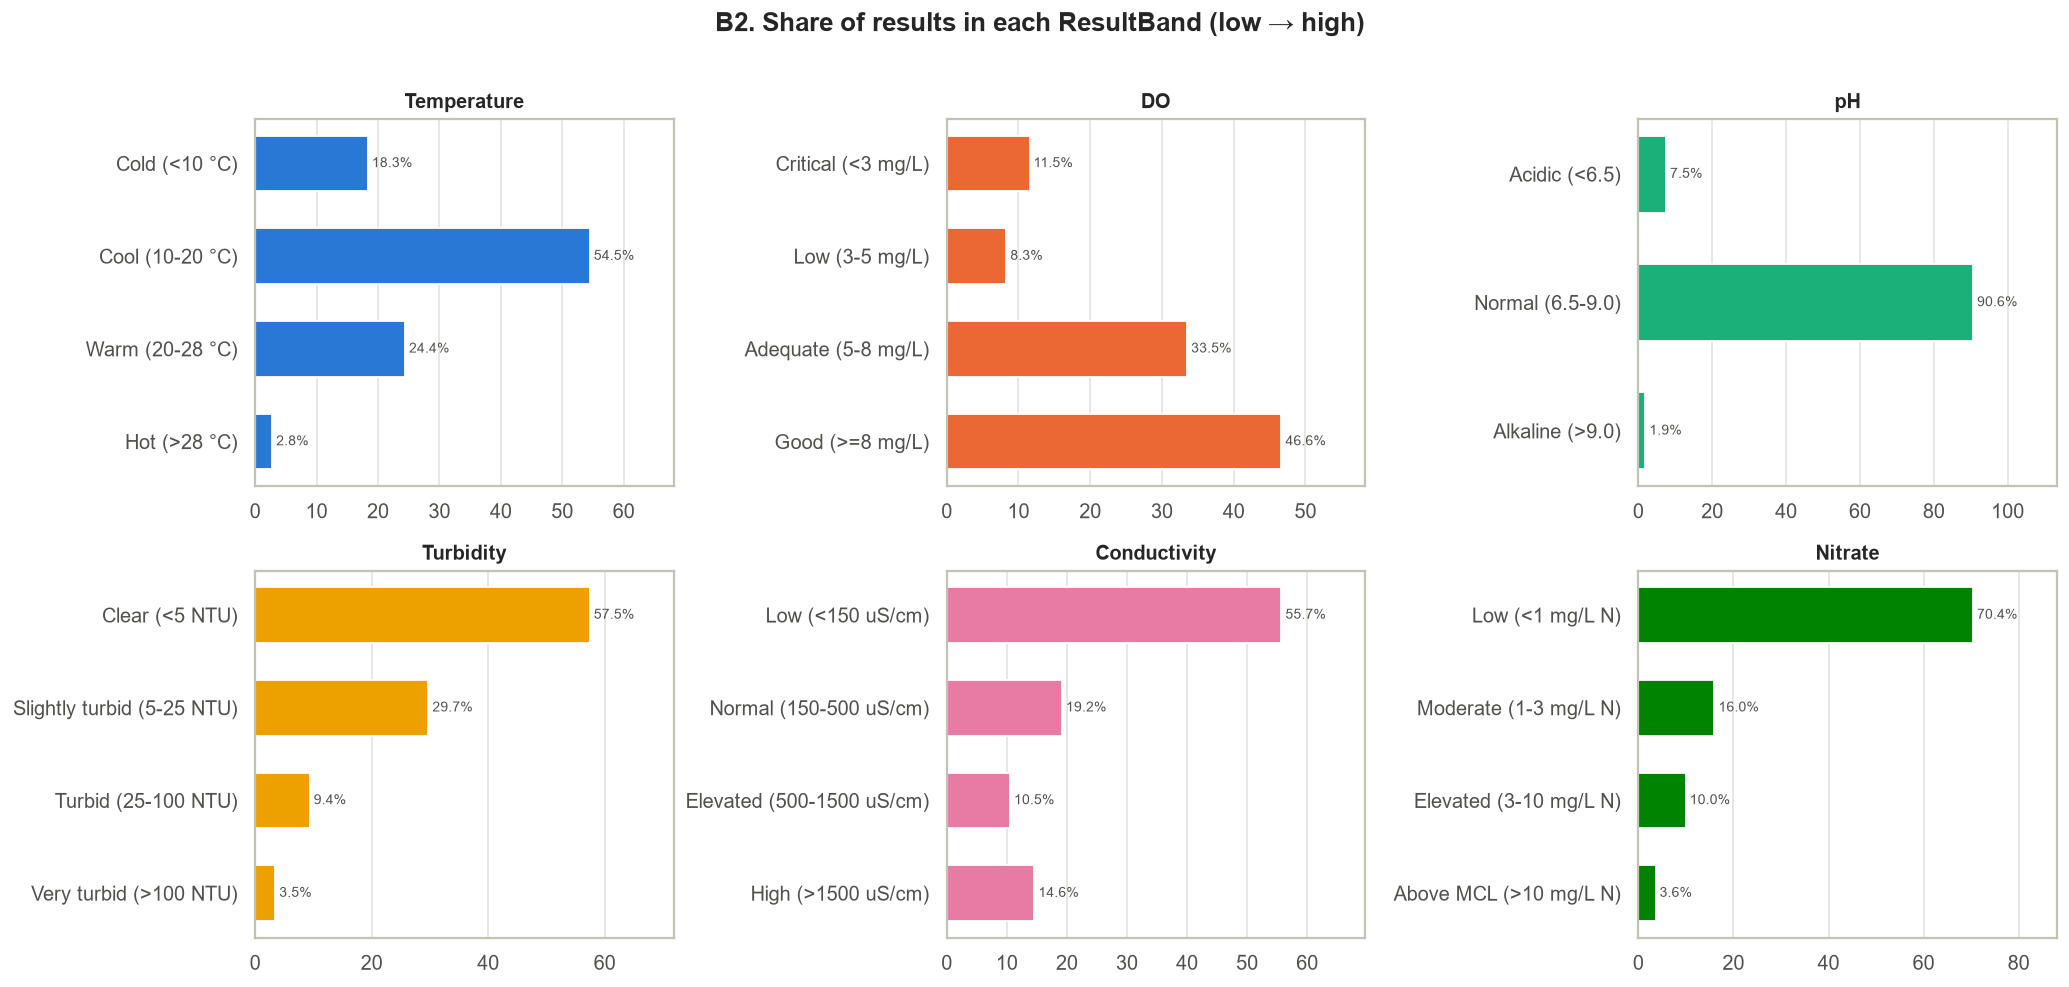 B2. Share of results in each ResultBand (low → high)
Temperature
Cold (<10 °C)
18.3%
Cool (10-20 °C)
54.5%
Warm (20-28 °C)
24.4%
Hot (>28 °C)
2.8%
0 10 20 30 40 50 60
DO
Critical (<3 mg/L)
11.5%
Low (3-5 mg/L)
8.3%
Adequate (5-8 mg/L)
33.5%
Good (>=8 mg/L)
46.6%
0 10 20 30 40 50
pH
Acidic (<6.5)
7.5%
Normal (6.5-9.0)
90.6%
Alkaline (>9.0)
1.9%
0 20 40 60 80 100
Turbidity
Clear (<5 NTU)
57.5%
Slightly turbid (5-25 NTU)
29.7%
Turbid (25-100 NTU)
9.4%
Very turbid (>100 NTU)
3.5%
0 20 40 60
Conductivity
Low (<150 uS/cm)
55.7%
Normal (150-500 uS/cm)
19.2%
Elevated (500-1500 uS/cm)
10.5%
High (>1500 uS/cm)
14.6%
0 10 20 30 40 50 60
Nitrate
Low (<1 mg/L N)
70.4%
Moderate (1-3 mg/L N)
16.0%
Elevated (3-10 mg/L N)
10.0%
Above MCL (>10 mg/L N)
3.6%
0 20 40 60 80